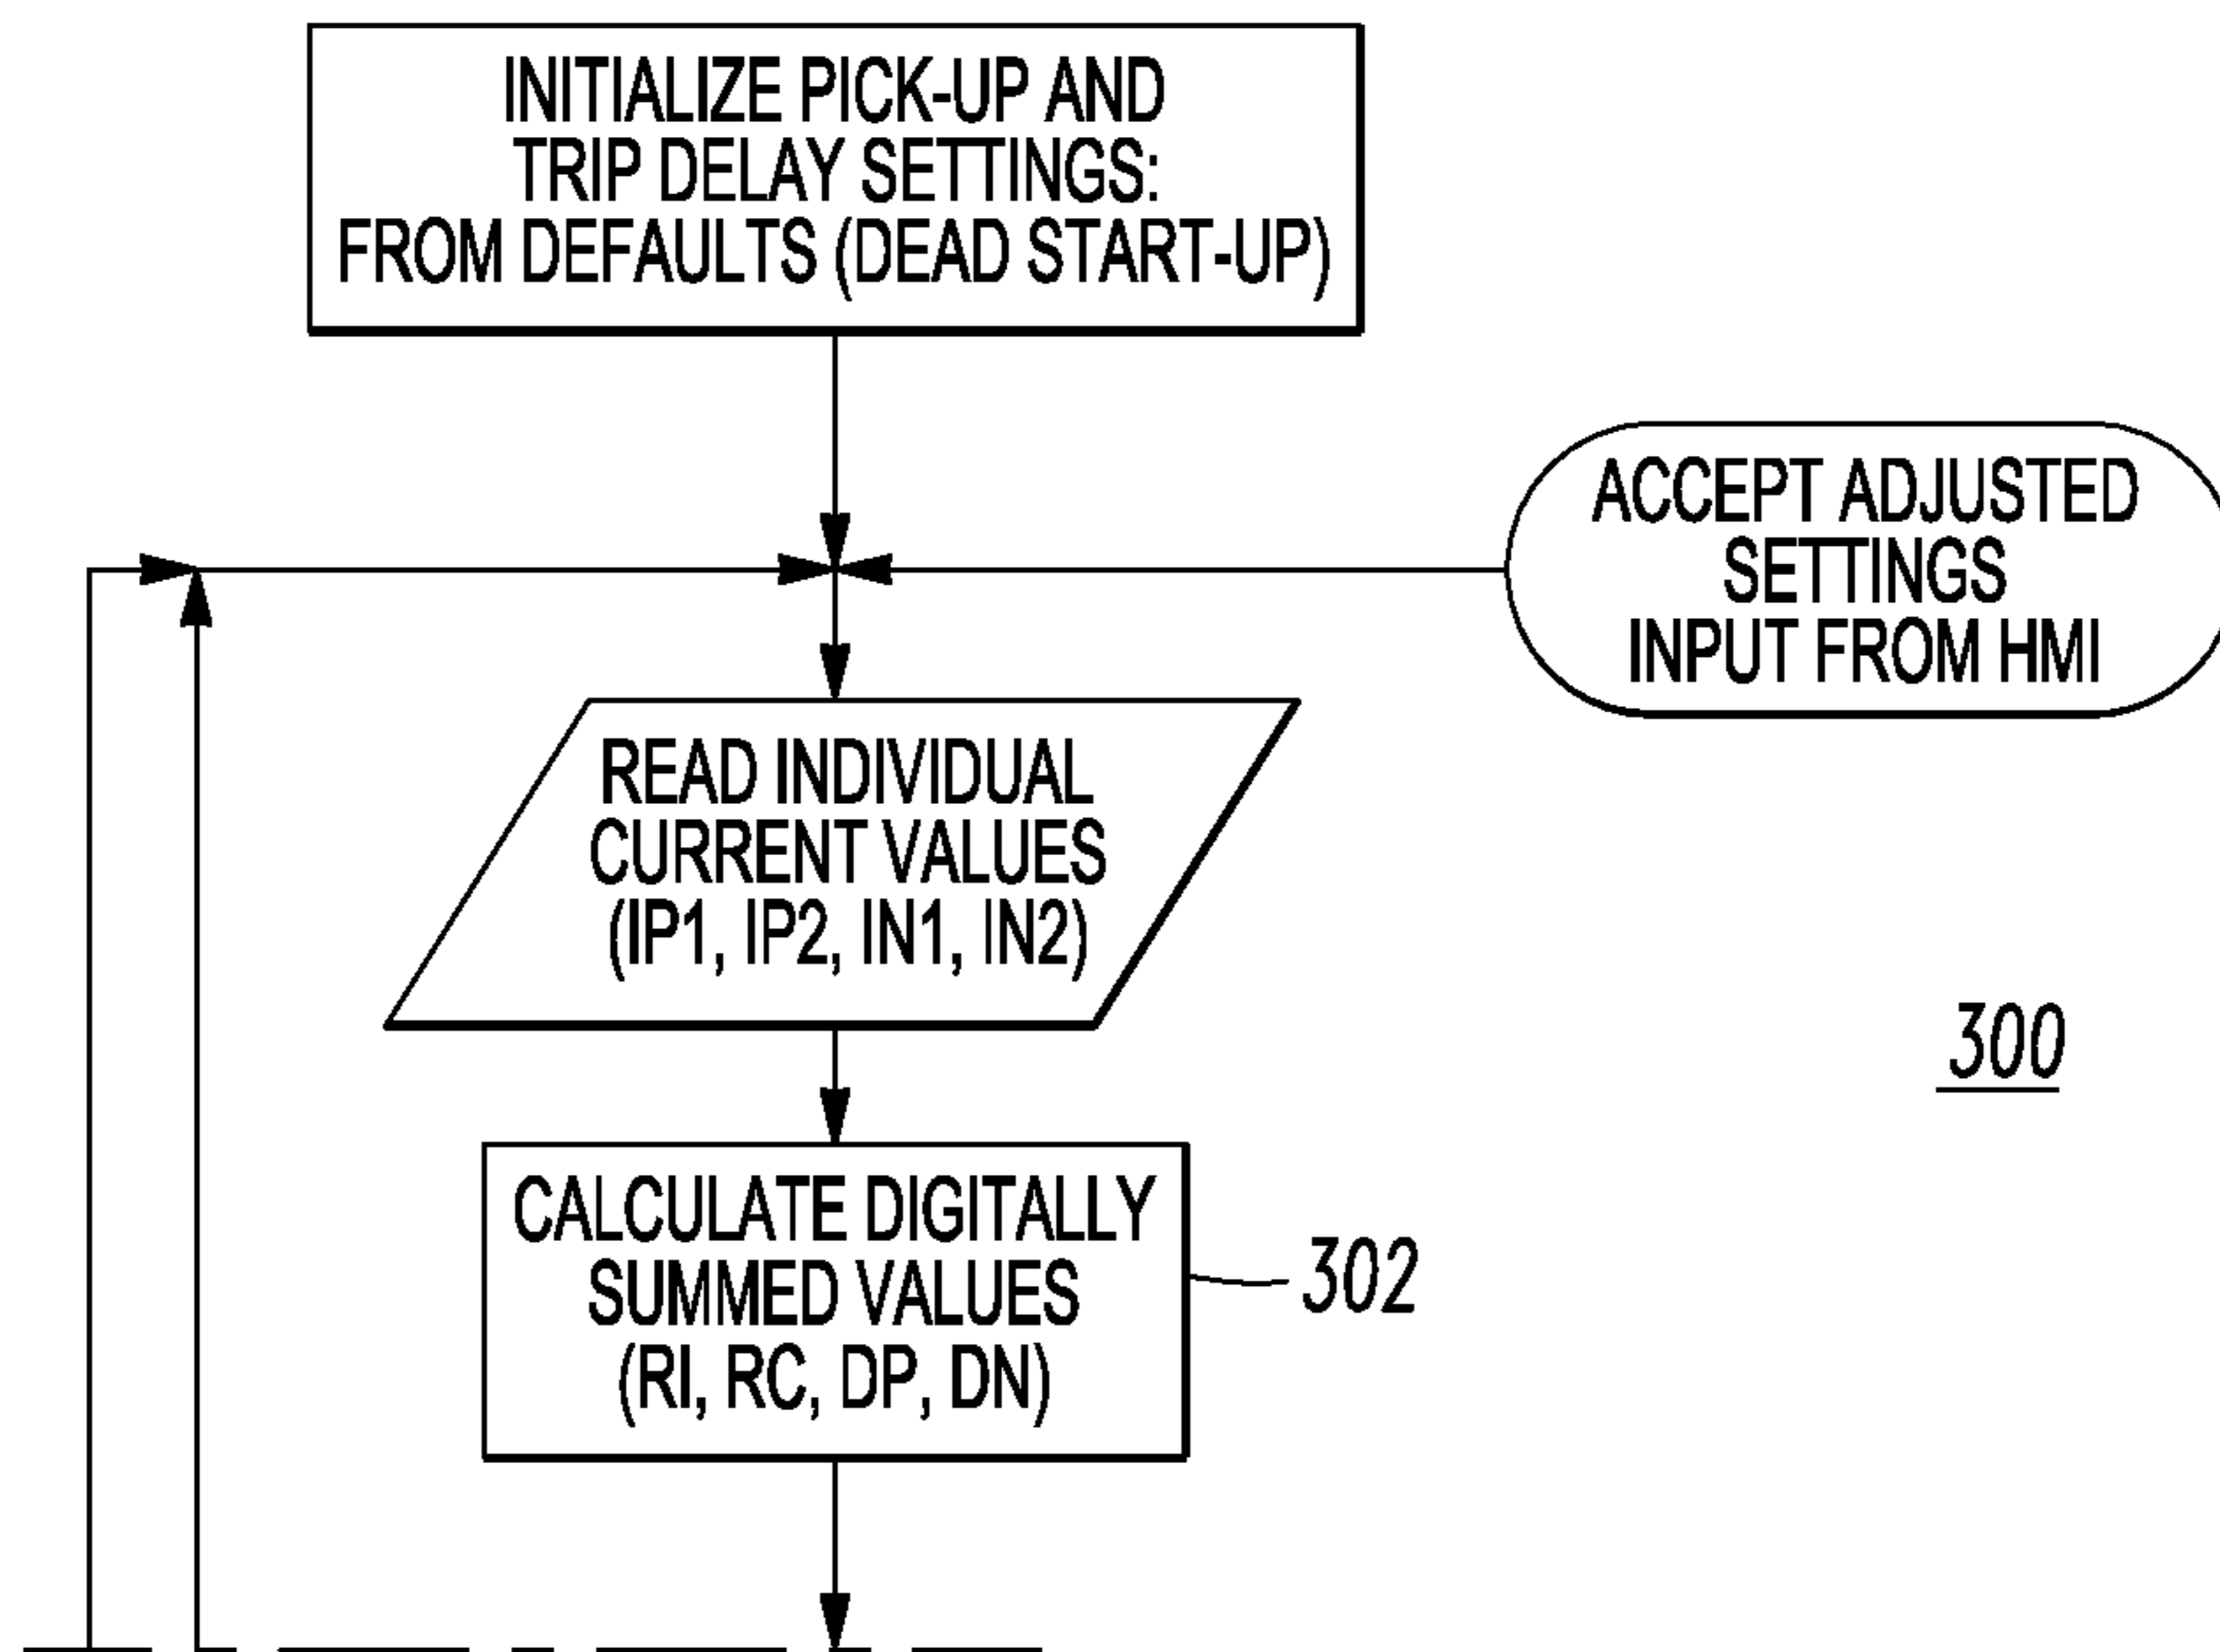 INITIALIZE PICK-UP AND
TRIP DELAY SETTINGS:
FROM DEFAULTS (DEAD START-UP)
ACCEPT ADJUSTED
SETTINGS
INPUT FROM HMI
READ INDIVIDUAL
CURRENT VALUES
(IP1, IP2, IN1, IN2)
300
CALCULATE DIGITALLY
SUMMED VALUES
(RI, RC, DP, DN)
302